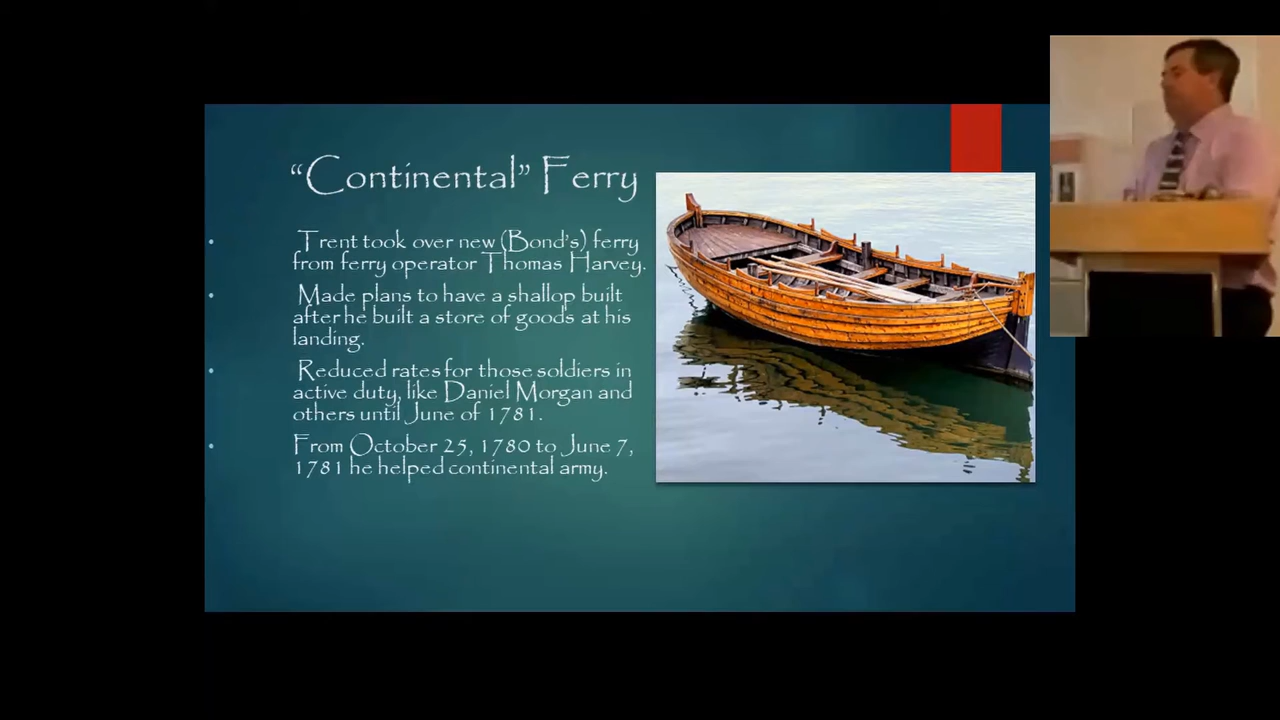 “Continental” Ferry
Trent took over new (Bond’s) ferry
from ferry operator Thomas Harvey.
Made plans to have a shallop built
after he built a store of goods at his
landing.
Reduced rates for those soldiers in
active duty, like Daniel Morgan and
others until June of 1781.
From October 25, 1780 to June 7,
1781 he helped continental army.